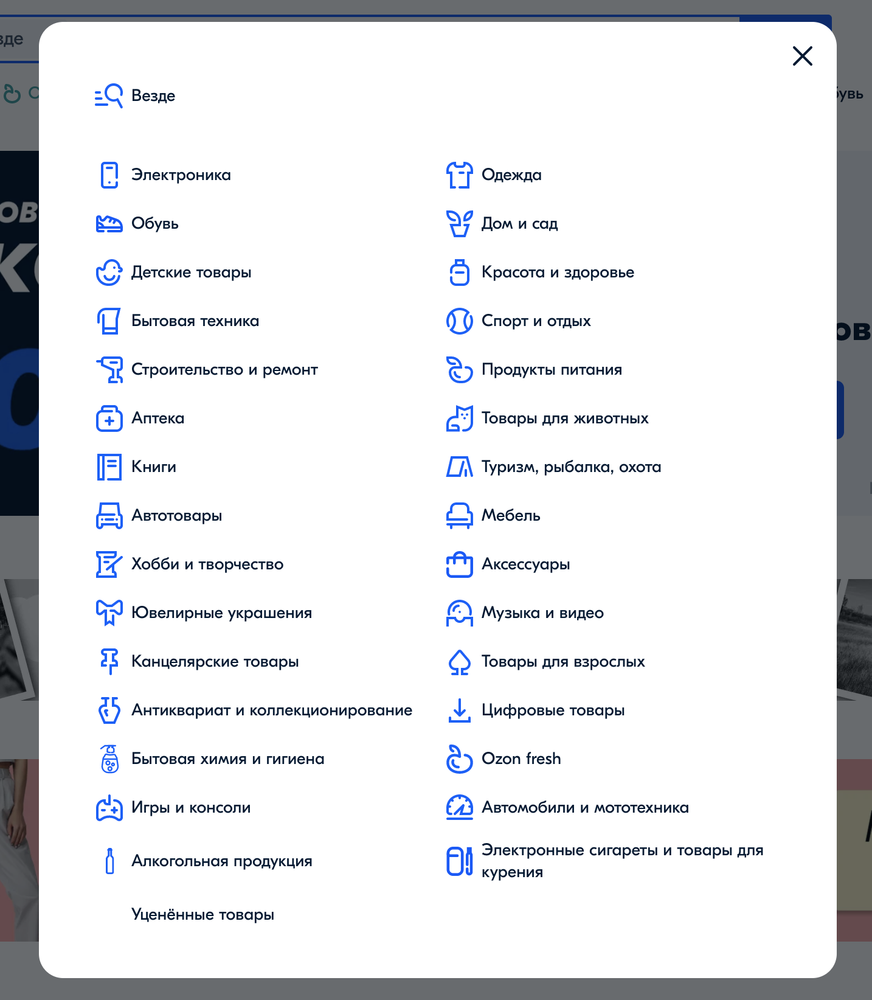 Везде
Электроника
Одежда
Обувь
Дом и сад
Детские товары
Красота и здоровье
Бытовая техника
Спорт и отдых
Строительство и ремонт
Продукты питания
Аптека
Товары для животных
Книги
Туризм, рыбалка, охота
Автотовары
Мебель
Хобби и творчество
Аксессуары
Ювелирные украшения
Музыка и видео
Канцелярские товары
Товары для взрослых
Антиквариат и коллекционирование
Цифровые товары
Бытовая химия и гигиена
Ozon fresh
Игры и консоли
Автомобили и мототехника
Алкогольная продукция
Электронные сигареты и товары для
курения
Уценённые товары